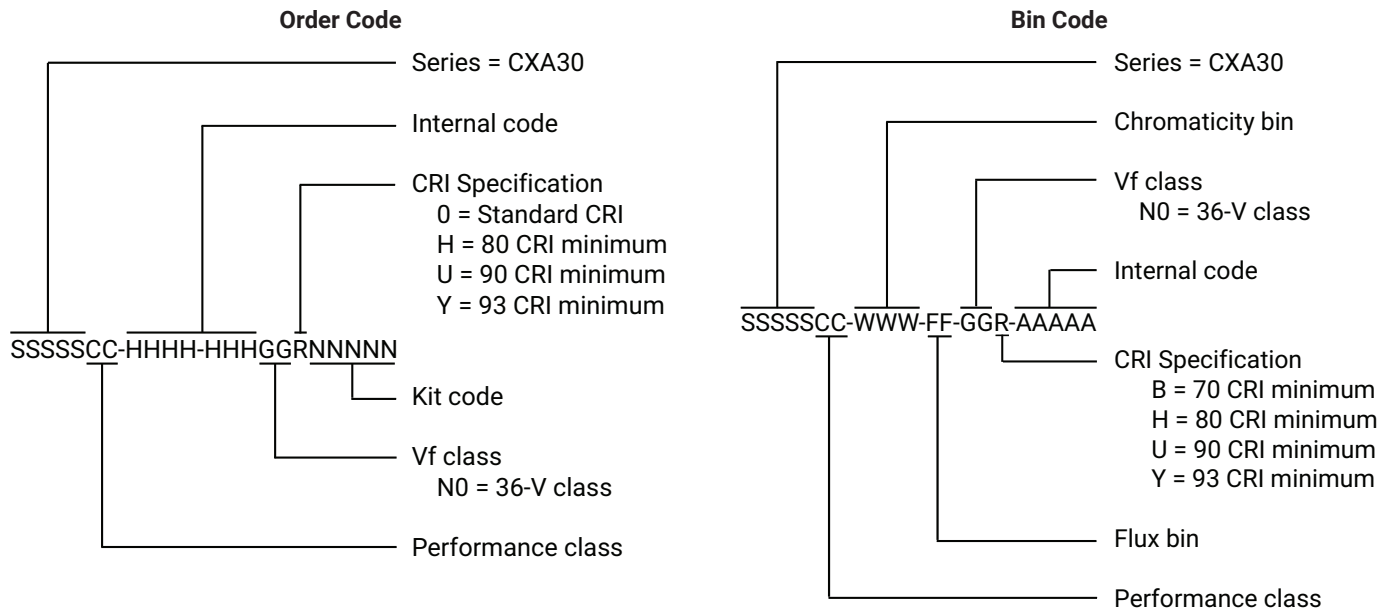 Order Code
Series = CXA30
Internal code
CRI Specification
0 = Standard CRI
H = 80 CRI minimum
U = 90 CRI minimum
Y = 93 CRI minimum
SSSSSCC-HHHH-HHHGGRNNNNN
Kit code
Vf class
N0 = 36-V class
Performance class
Bin Code
Series = CXA30
Chromaticity bin
Vf class
N0 = 36-V class
Internal code
SSSSSCC-WWW-FF-GGR-AAAAA
CRI Specification
B = 70 CRI minimum
H = 80 CRI minimum
U = 90 CRI minimum
Y = 93 CRI minimum
Flux bin
Performance class